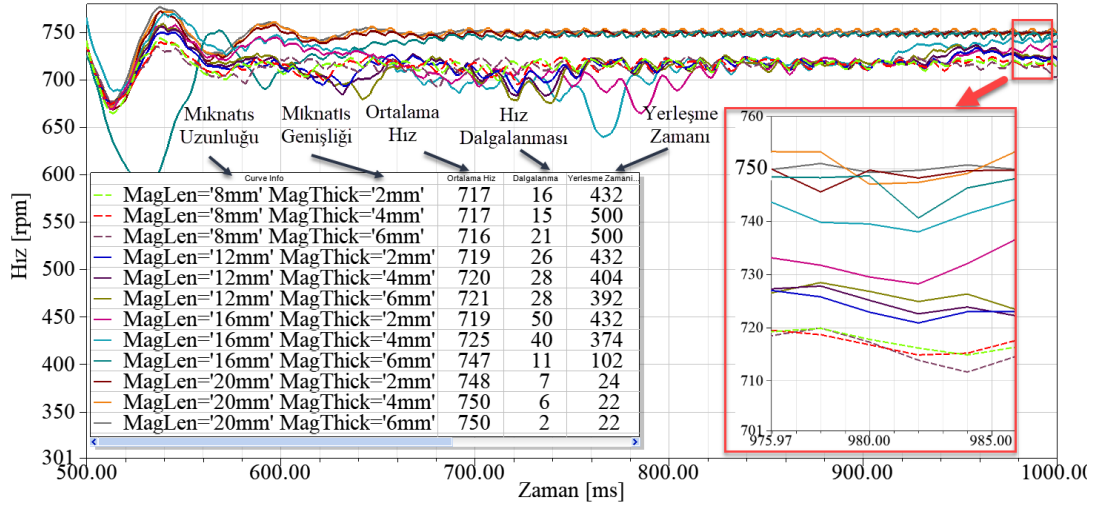 750
700
650
600
550
500
450
400
350
301
Hız [rpm]
500.00 600.00 700.00 800.00 900.00 1000.00
Zaman [ms]
Mıknatıs
Uzunluğu
Mıknatıs
Genişliği
Ortalama
Hız
Hız
Dalgalanması
Yerleşme
Zamanı
Curve Info Ortalama Hiz Dalgalanma Yerlesme Zamani...
MagLen='8mm' MagThick='2mm' 717 16 432
MagLen='8mm' MagThick='4mm' 717 15 500
MagLen='8mm' MagThick='6mm' 716 21 500
MagLen='12mm' MagThick='2mm' 719 26 432
MagLen='12mm' MagThick='4mm' 720 28 404
MagLen='12mm' MagThick='6mm' 721 28 392
MagLen='16mm' MagThick='2mm' 719 50 432
MagLen='16mm' MagThick='4mm' 725 40 374
MagLen='16mm' MagThick='6mm' 747 11 102
MagLen='20mm' MagThick='2mm' 748 7 24
MagLen='20mm' MagThick='4mm' 750 6 22
MagLen='20mm' MagThick='6mm' 750 2 22
760
750
740
730
720
710
701
975.97 980.00 985.00